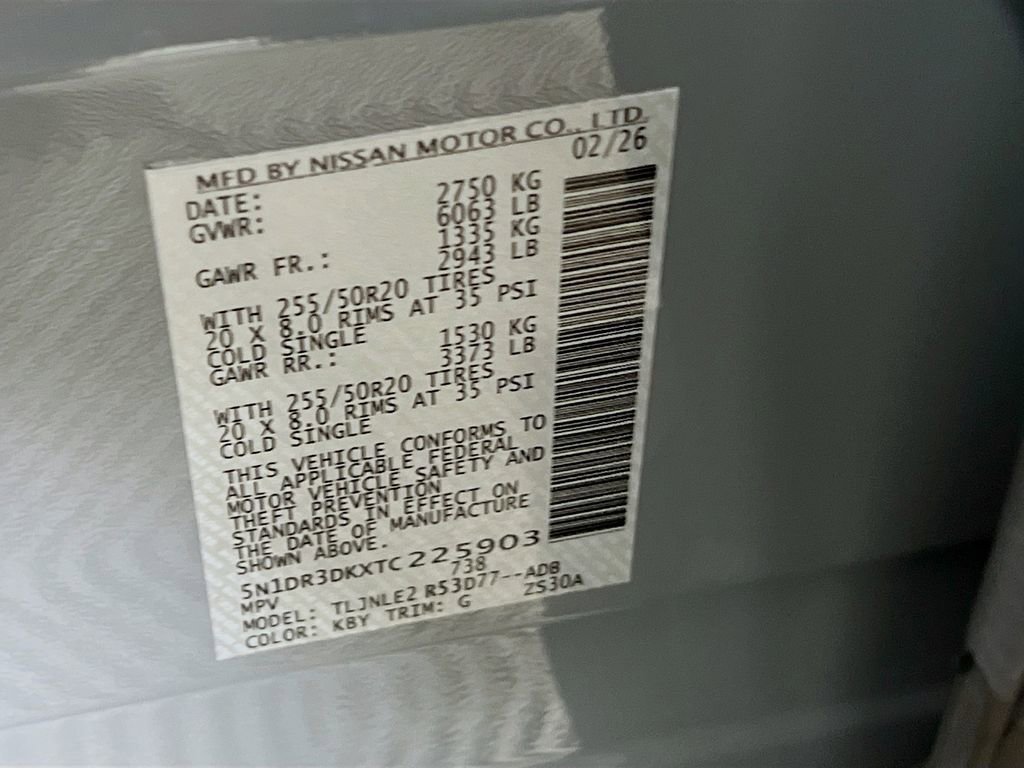 MFD BY NISSAN MOTOR CO., LTD.
DATE: 02/26
GVWR: 2750 KG
6063 LB
GAWR FR.: 1335 KG
2943 LB
WITH 255/50R20 TIRES
20 X 8.0 RIMS AT 35 PSI
COLD SINGLE
GAWR RR.: 1530 KG
3373 LB
WITH 255/50R20 TIRES
20 X 8.0 RIMS AT 35 PSI
COLD SINGLE
THIS VEHICLE CONFORMS TO
ALL APPLICABLE FEDERAL
MOTOR VEHICLE SAFETY AND
THEFT PREVENTION
STANDARDS IN EFFECT ON
THE DATE OF MANUFACTURE
SHOWN ABOVE.
5N1DR3DKXTC225903
MPV 738
MODEL: TLJNLE2 R53D77--ADB
COLOR: KBY TRIM: G ZS30A